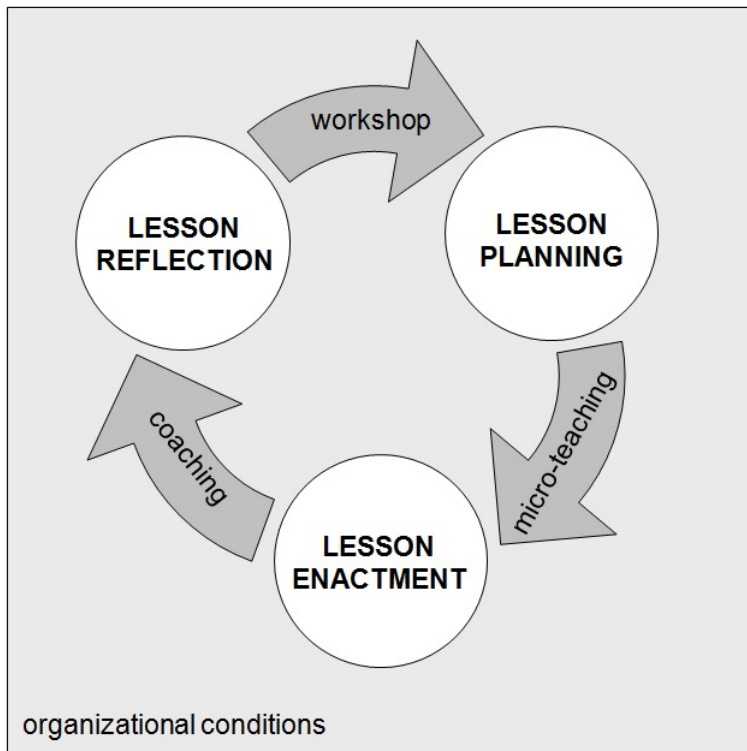 workshop
LESSON
REFLECTION
LESSON
PLANNING
coaching
micro-teaching
LESSON
ENACTMENT
organizational conditions